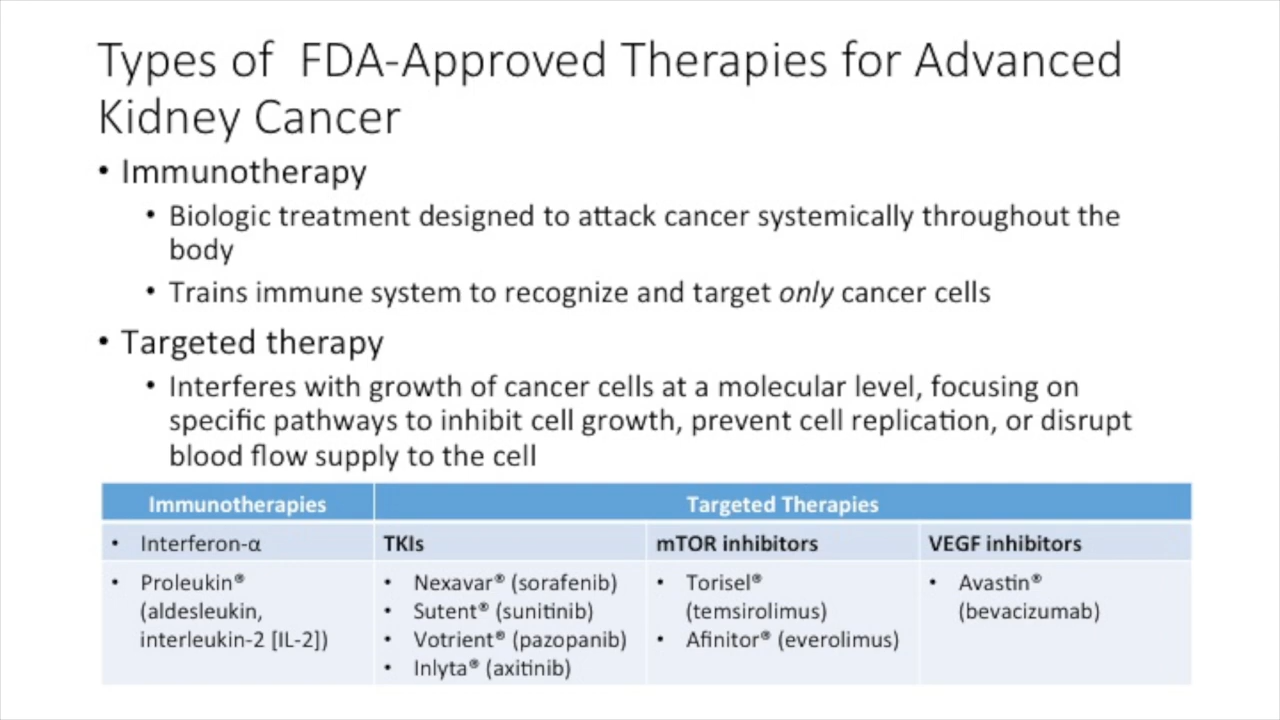 Types of  FDA-Approved Therapies for Advanced
Kidney Cancer
• Immunotherapy
• Biologic treatment designed to attack cancer systemically throughout the
body
• Trains immune system to recognize and target only cancer cells
• Targeted therapy
• Interferes with growth of cancer cells at a molecular level, focusing on
specific pathways to inhibit cell growth, prevent cell replication, or disrupt
blood flow supply to the cell
Immunotherapies
Targeted Therapies
• Interferon-α
TKIs
mTOR inhibitors
VEGF inhibitors
• Proleukin®
(aldesleukin,
interleukin-2 [IL-2])
• Nexavar® (sorafenib)
• Sutent® (sunitinib)
• Votrient® (pazopanib)
• Inlyta® (axitinib)
• Torisel®
(temsirolimus)
• Afinitor® (everolimus)
• Avastin®
(bevacizumab)